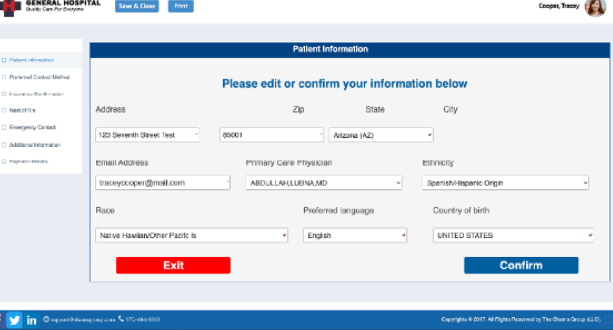 GENERAL HOSPITAL
Quality Care For Everyone
Save & Close
Print
Cooper, Tracey
Patient Information
Preferred Contact Method
Insurance Confirmation
Next of Kin
Emergency Contact
Additional Information
Payment Details
Patient Information
Please edit or confirm your information below
Address Zip State City
123 Seventh Street Test 85001 Arizona (AZ)
Email Address Primary Care Physician Ethnicity
traceycooper@mail.com ABDULLAH,LUBNA,MD Spanish/Hispanic Origin
Race Preferred language Country of birth
Native Hawiian/Other Pacific Is English UNITED STATES
Exit Confirm
Copyrights © 2017. All Rights Reserved by